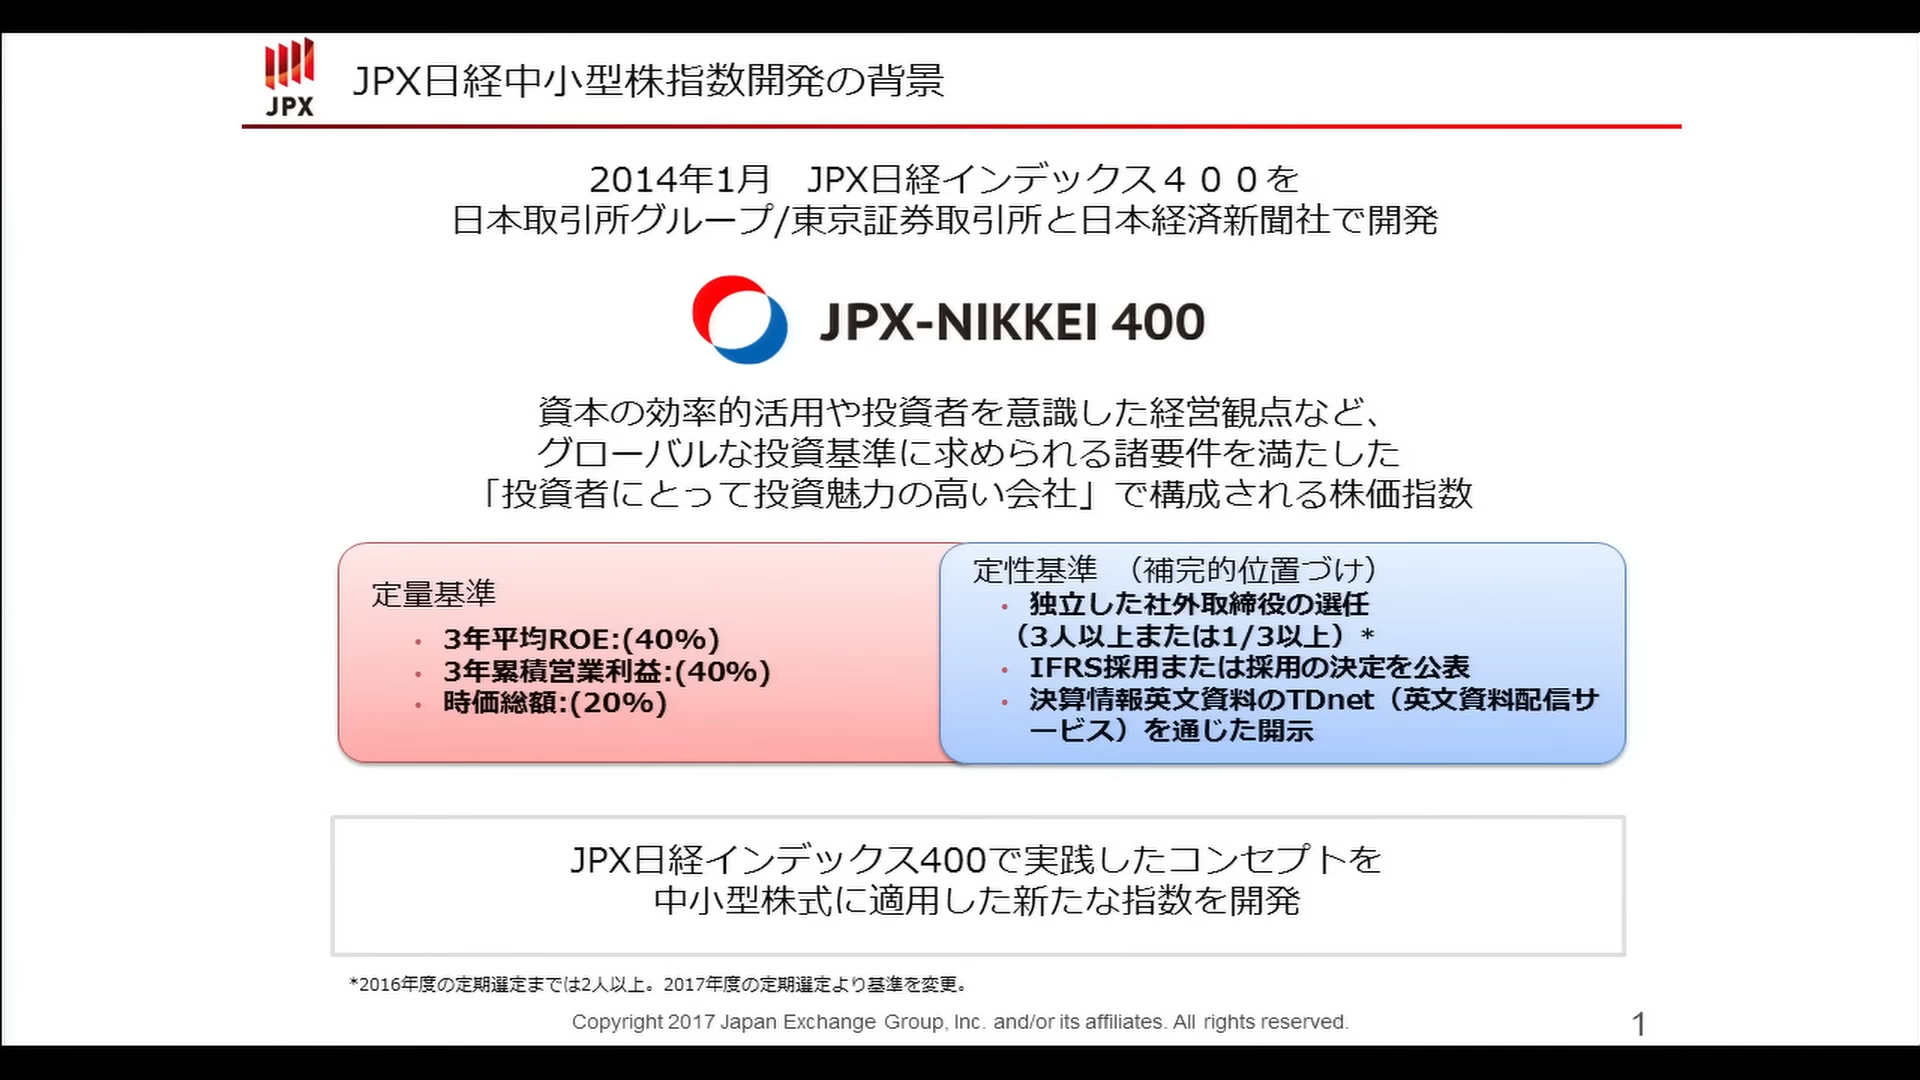 JPX
JPX日経中小型株指数開発の背景
2014年1月　JPX日経インデックス４００を
日本取引所グループ/東京証券取引所と日本経済新聞社で開発
JPX-NIKKEI 400
資本の効率的活用や投資者を意識した経営観点など、
グローバルな投資基準に求められる諸要件を満たした
「投資者にとって投資魅力の高い会社」で構成される株価指数
定量基準
・ 3年平均ROE:(40%)
・ 3年累積営業利益:(40%)
・ 時価総額:(20%)
定性基準　（補完的位置づけ）
・ 独立した社外取締役の選任
（3人以上または1/3以上）*
・ IFRS採用または採用の決定を公表
・ 決算情報英文資料のTDnet（英文資料配信サ
ービス）を通じた開示
JPX日経インデックス400で実践したコンセプトを
中小型株式に適用した新たな指数を開発
*2016年度の定期選定までは2人以上。2017年度の定期選定より基準を変更。
Copyright 2017 Japan Exchange Group, Inc. and/or its affiliates. All rights reserved.
1